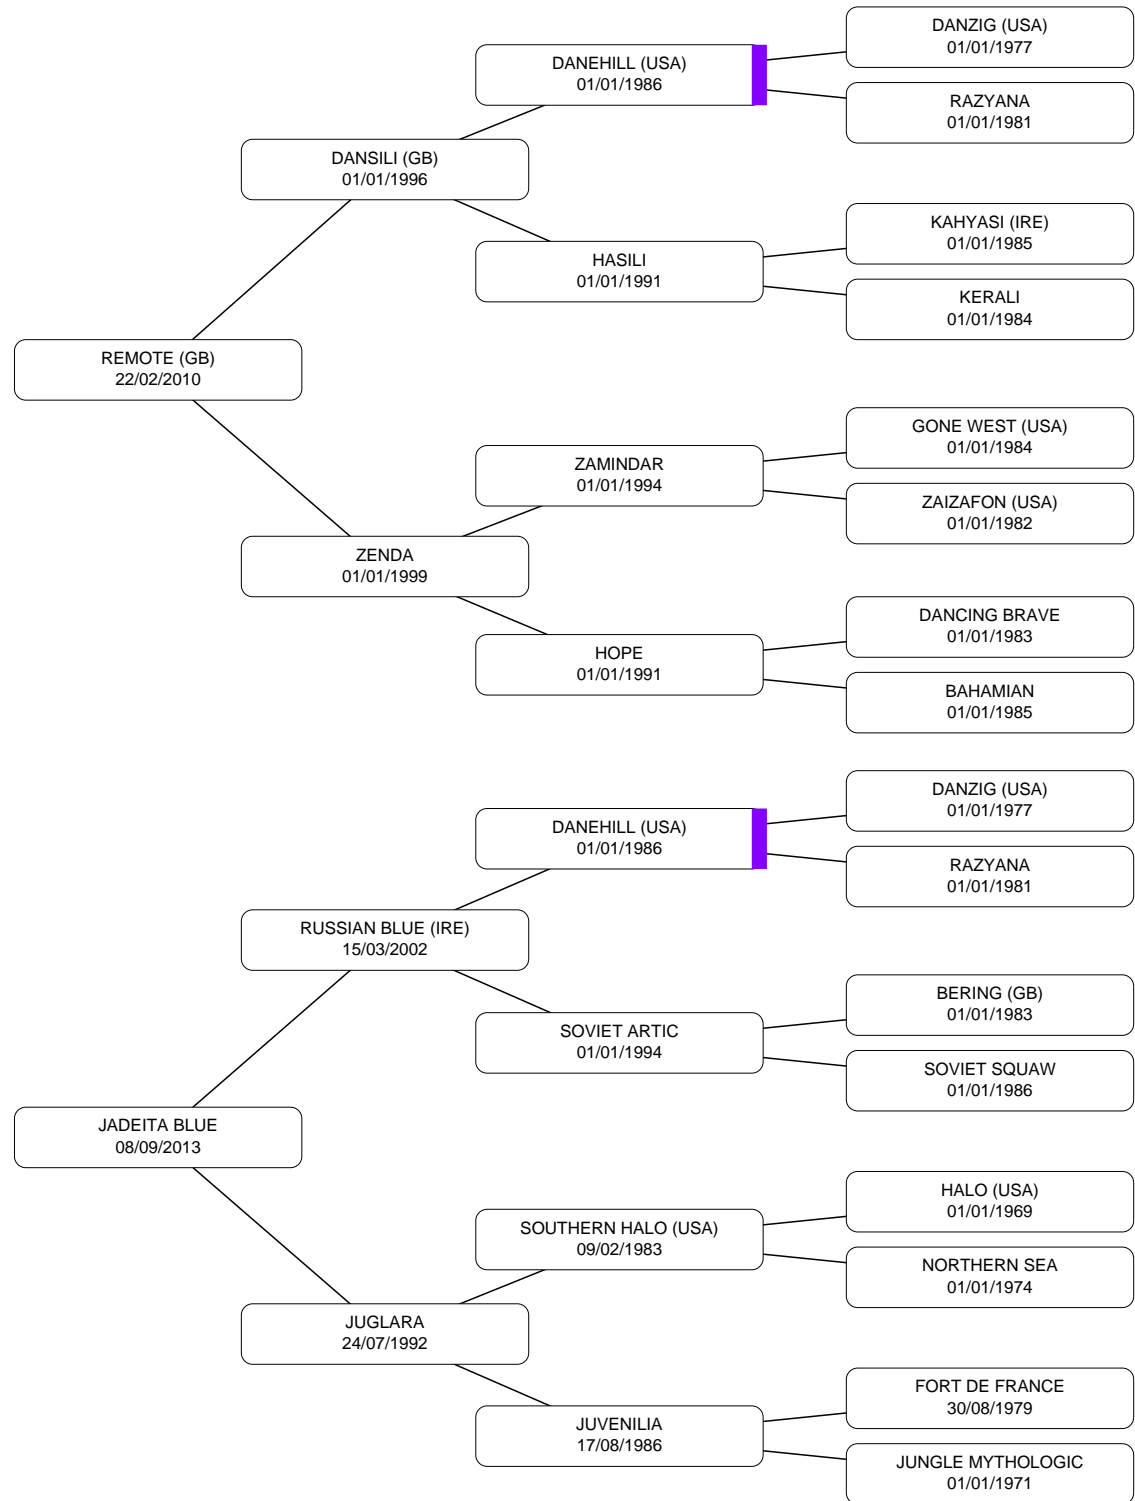 DANZIG (USA)
01/01/1977
DANEHILL (USA)
01/01/1986
RAZYANA
01/01/1981
DANSILI (GB)
01/01/1996
KAHYASI (IRE)
01/01/1985
HASILI
01/01/1991
KERALI
01/01/1984
REMOTE (GB)
22/02/2010
GONE WEST (USA)
01/01/1984
ZAMINDAR
01/01/1994
ZAIZAFON (USA)
01/01/1982
ZENDA
01/01/1999
DANCING BRAVE
01/01/1983
HOPE
01/01/1991
BAHAMIAN
01/01/1985
DANZIG (USA)
01/01/1977
DANEHILL (USA)
01/01/1986
RAZYANA
01/01/1981
RUSSIAN BLUE (IRE)
15/03/2002
BERING (GB)
01/01/1983
SOVIET ARTIC
01/01/1994
SOVIET SQUAW
01/01/1986
JADEITA BLUE
08/09/2013
HALO (USA)
01/01/1969
SOUTHERN HALO (USA)
09/02/1983
NORTHERN SEA
01/01/1974
JUGLARA
24/07/1992
FORT DE FRANCE
30/08/1979
JUVENILIA
17/08/1986
JUNGLE MYTHOLOGIC
01/01/1971